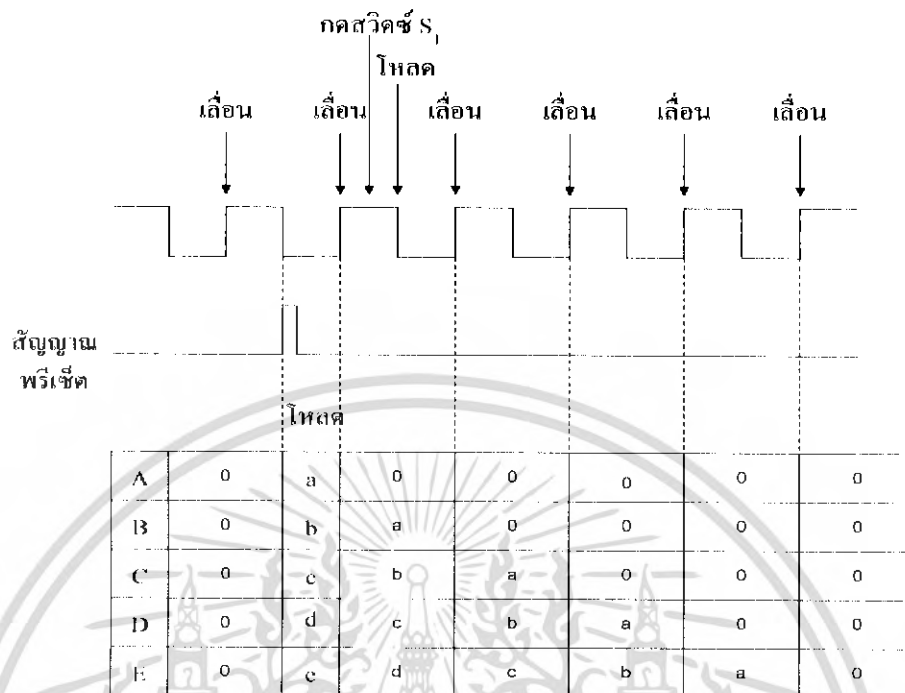 กดสวิตซ์ S₁
โหลด
เลื่อน เลื่อน เลื่อน เลื่อน เลื่อน เลื่อน
สัญญาณ
พรีเซ็ต
โหลด
A 0 a 0 0 0 0 0
B 0 b a 0 0 0 0
C 0 c b a 0 0 0
D 0 d c b a 0 0
E 0 e d c b a 0